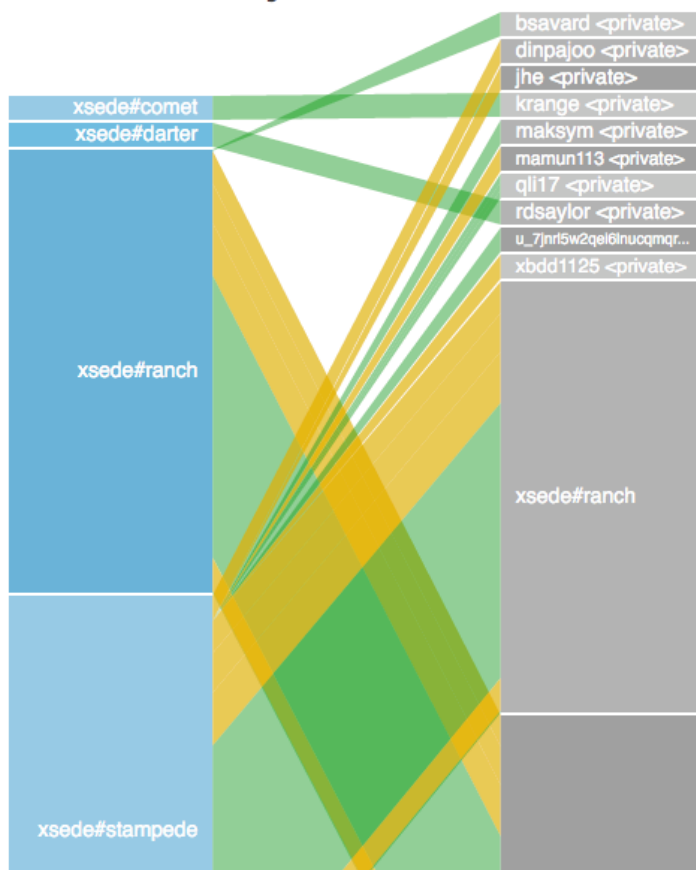 bsavard <private>
dinpajoo <private>
jhe <private>
xsede#comet
krange <private>
xsede#darter
maksym <private>
mamun113 <private>
qli17 <private>
rdsaylor <private>
xbdd1125 <private>
xsede#ranch
xsede#ranch
xsede#stampede